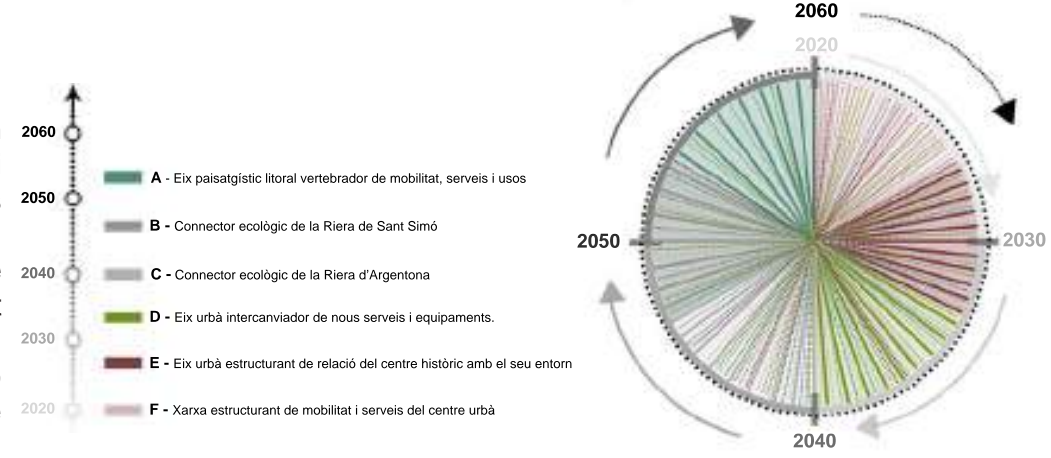 2060
2050
2040
2030
2020
A - Eix paisatgístic litoral vertebrador de mobilitat, serveis i usos
B - Connector ecològic de la Riera de Sant Simó
C - Connector ecològic de la Riera d'Argentona
D - Eix urbà intercanviador de nous serveis i equipaments.
E - Eix urbà estructurant de relació del centre històric amb el seu entorn
F - Xarxa estructurant de mobilitat i serveis del centre urbà
2060
2020
2050
2030
2040